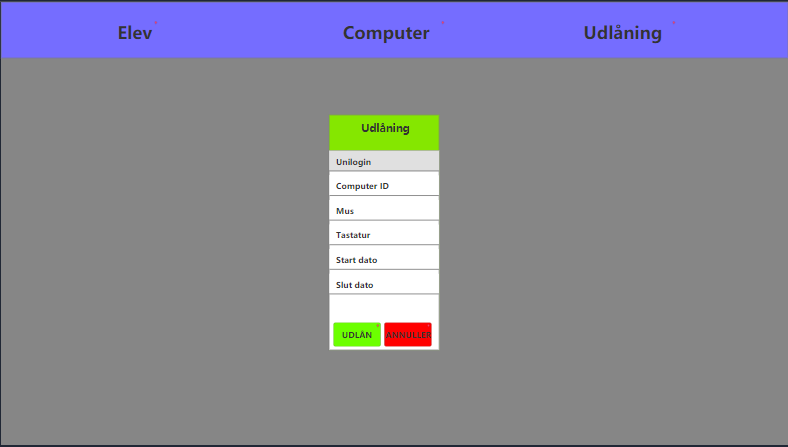 Elev Computer Udlåning
Udlåning
Unilogin
Computer ID
Mus
Tastatur
Start dato
Slut dato
UDLÅN ANNULLER